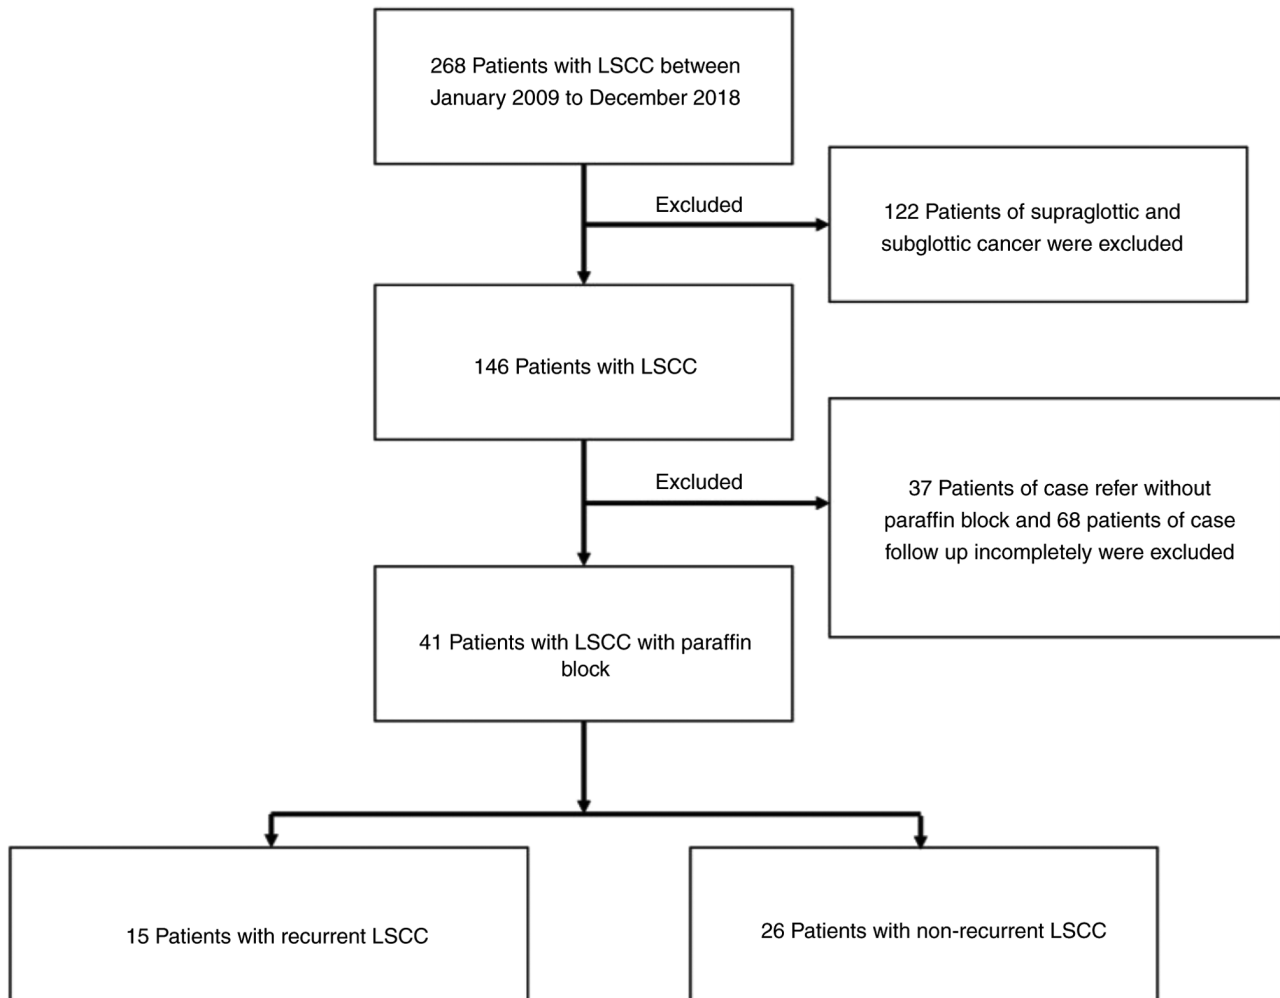 268 Patients with LSCC between
January 2009 to December 2018
Excluded
122 Patients of supraglottic and
subglottic cancer were excluded
146 Patients with LSCC
Excluded
37 Patients of case refer without
paraffin block and 68 patients of case
follow up incompletely were excluded
41 Patients with LSCC with paraffin
block
15 Patients with recurrent LSCC
26 Patients with non-recurrent LSCC